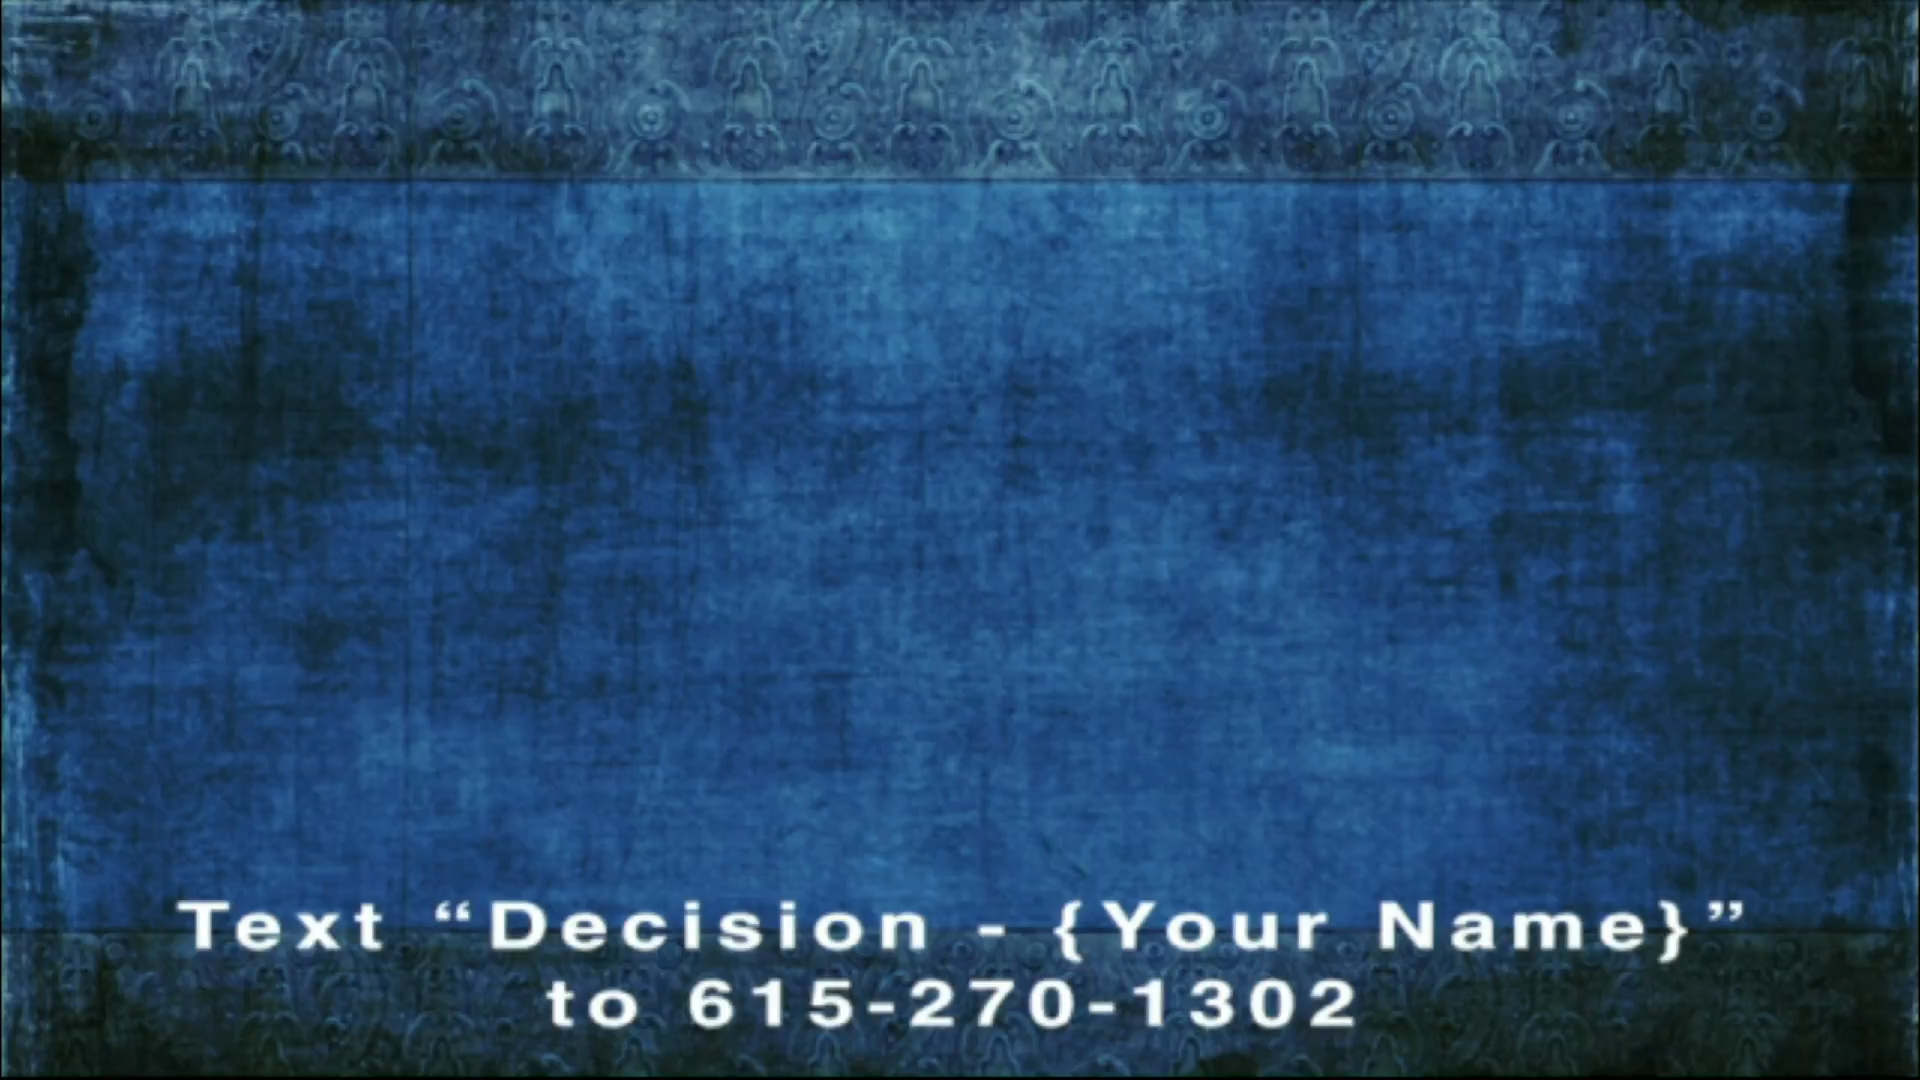 Text “Decision - {Your Name}”
to 615-270-1302